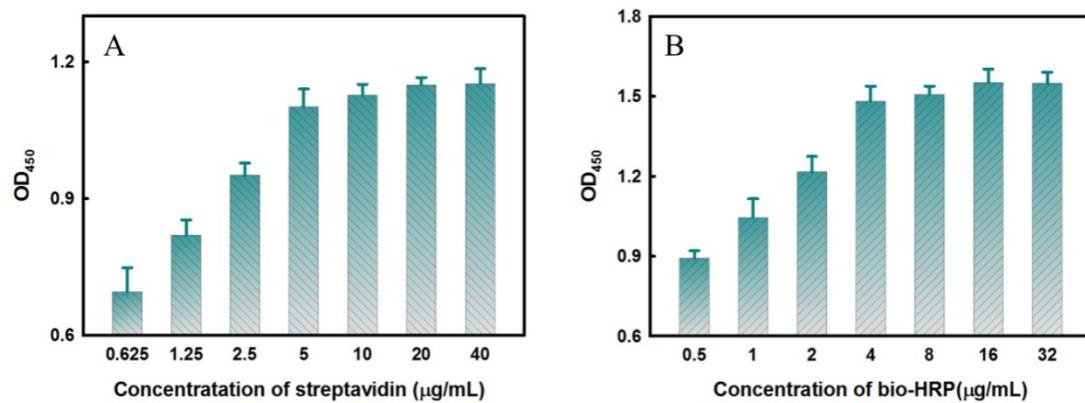 A
1.2
0.9
0.6
OD450
0.625 1.25 2.5 5 10 20 40
Concentratation of streptavidin (μg/mL)
B
1.8
1.5
1.2
0.9
0.6
OD450
0.5 1 2 4 8 16 32
Concentration of bio-HRP(μg/mL)